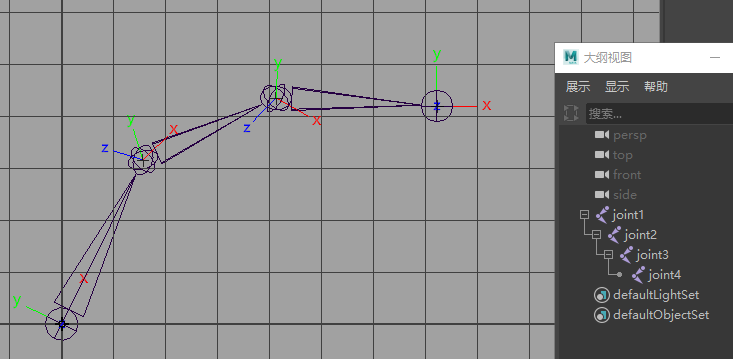 y
x
大纲视图
展示 显示 帮助
搜索...
persp
top
front
side
joint1
joint2
joint3
joint4
defaultLightSet
defaultObjectSet
y
x
z
y
x
z
y
x